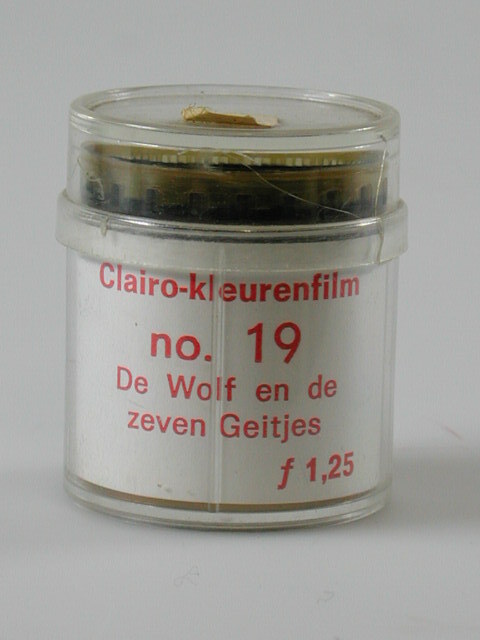 Clairo-kleurenfilm
no. 19
De Wolf en de
zeven Geitjes
ƒ 1,25